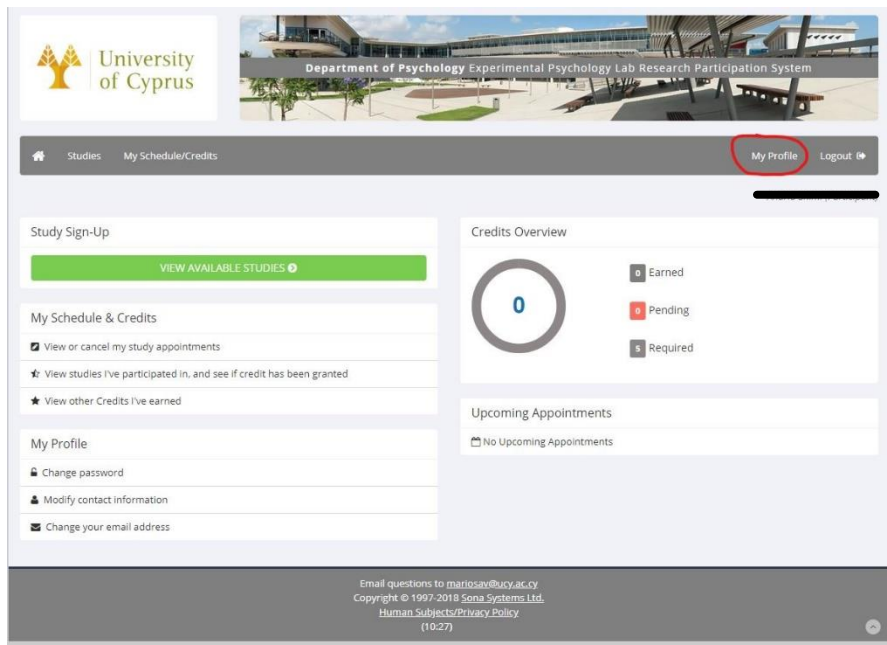 University
of Cyprus
Department of Psychology Experimental Psychology Lab Research Participation System
Studies My Schedule/Credits My Profile Logout
Study Sign-Up
VIEW AVAILABLE STUDIES
My Schedule & Credits
View or cancel my study appointments
View studies I've participated in, and see if credit has been granted
View other Credits I've earned
My Profile
Change password
Modify contact information
Change your email address
Credits Overview
0
0 Earned
0 Pending
5 Required
Upcoming Appointments
No Upcoming Appointments
Email questions to mariosav@ucy.ac.cy
Copyright © 1997-2018 Sona Systems Ltd.
Human Subjects/Privacy Policy
(10:27)